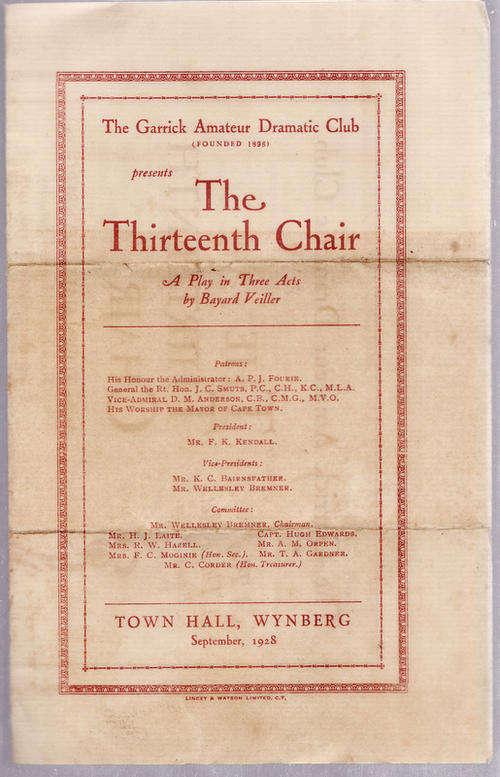 The Garrick Amateur Dramatic Club
(FOUNDED 1898)
presents
The
Thirteenth Chair
A Play in Three Acts
by Bayard Veiller
Patrons:
His Honour the Administrator: A. P. J. Fourie.
General the Rt. Hon. J. C. Smuts, P.C., C.H., K.C., M.L.A.
Vice-Admiral D. M. Anderson, C.B., C.M.G., M.V.O.
His Worship the Mayor of Cape Town.
President:
Mr. F. K. Kendall.
Vice-Presidents:
Mr. K. C. Bairnsfather.
Mr. Wellesley Bremner.
Committee:
Mr. Wellesley Bremner, Chairman.
Mr. H. J. Laite. Capt. Hugh Edwards.
Mrs. R. W. Hazell. Mr. A. M. Orpen.
Mrs. F. C. Moginie (Hon. Sec.). Mr. T. A. Gardner.
Mr. C. Corder (Hon. Treasurer.)
TOWN HALL, WYNBERG
September, 1928
LINCEY & WATSON LIMITED, C.T.